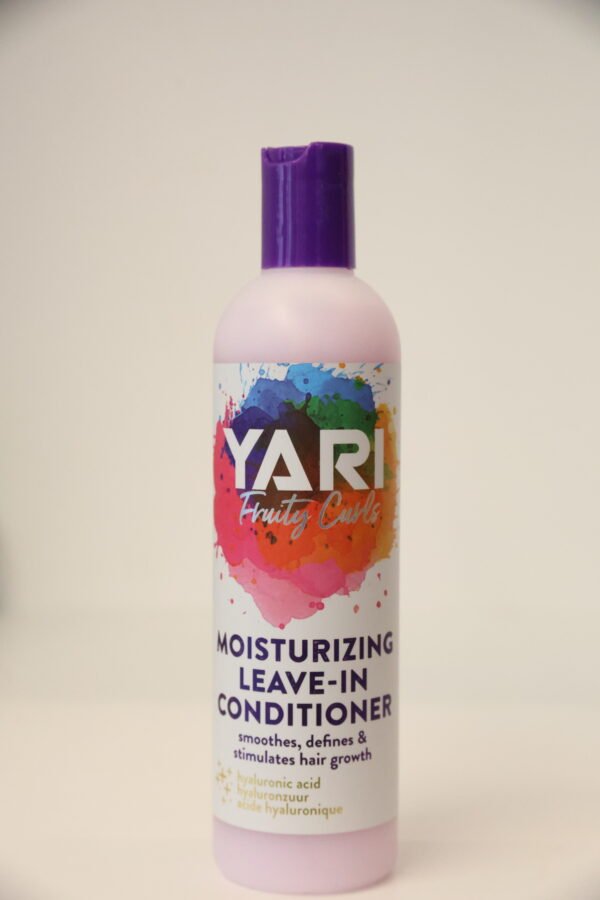 YARI
Fruity Curls
MOISTURIZING
LEAVE-IN
CONDITIONER
smoothes, defines &
stimulates hair growth
hyaluronic acid
hyaluronzuur
acide hyaluronique